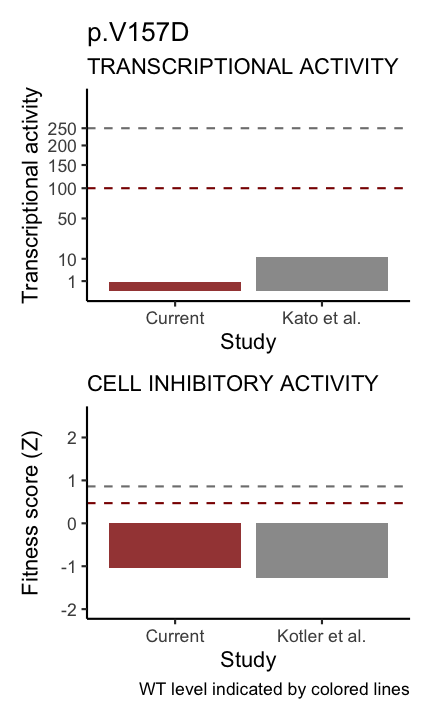 p.V157D
TRANSCRIPTIONAL ACTIVITY
Transcriptional activity
250
200
150
100
50
10
1
Current
Kato et al.
Study
CELL INHIBITORY ACTIVITY
Fitness score (Z)
2
1
0
-1
-2
Current
Kotler et al.
Study
WT level indicated by colored lines